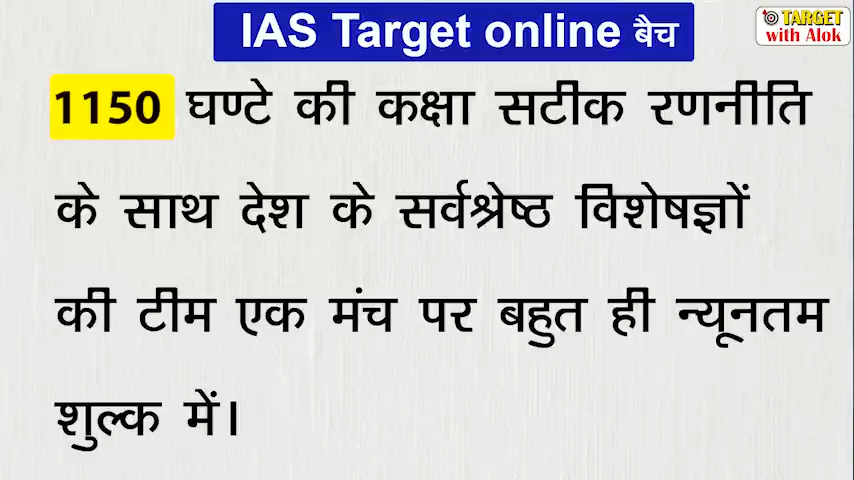 IAS Target online बैच
TARGET
with Alok
1150 घण्टे की कक्षा सटीक रणनीति
के साथ देश के सर्वश्रेष्ठ विशेषज्ञों
की टीम एक मंच पर बहुत ही न्यूनतम
शुल्क में।